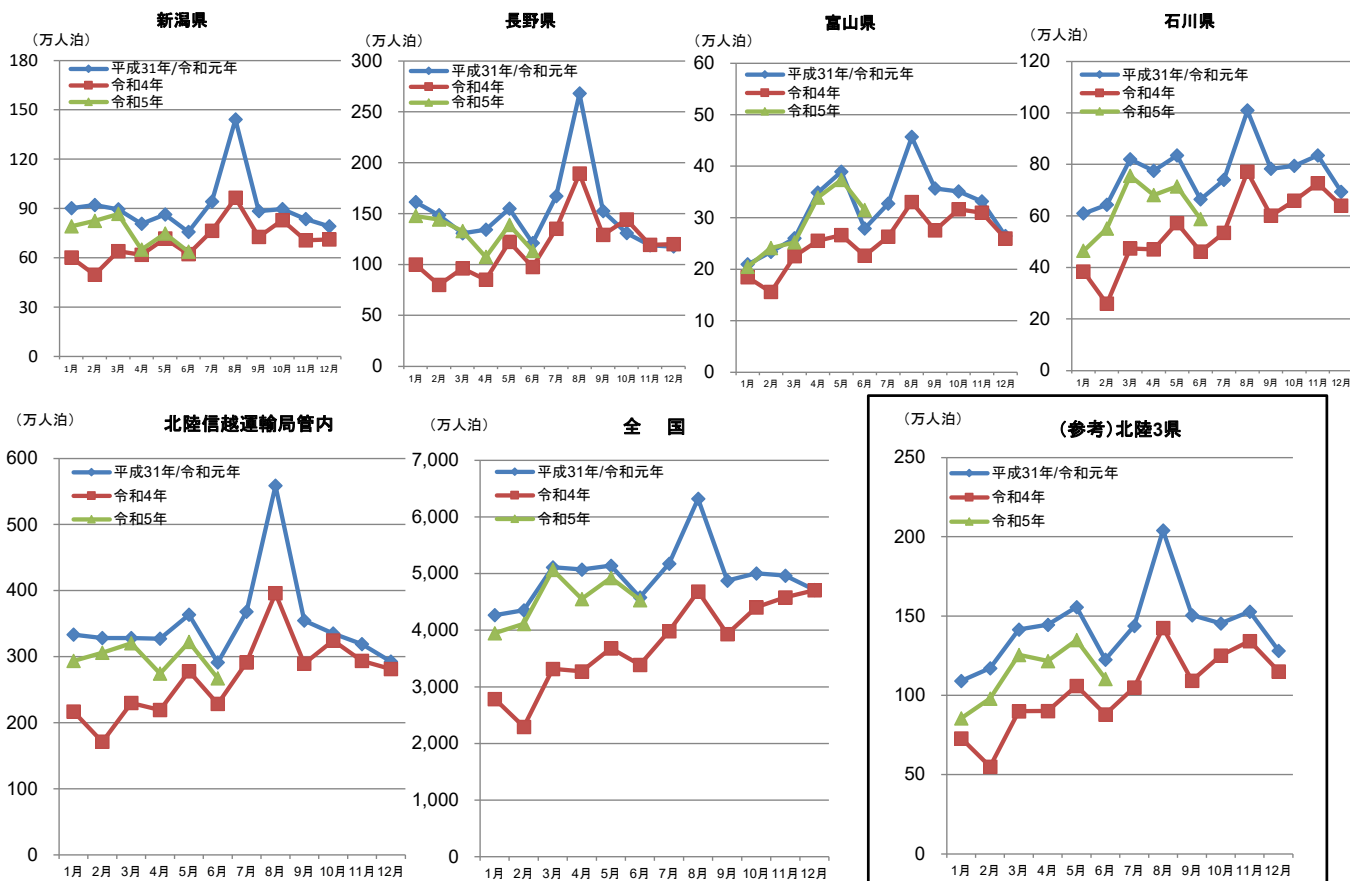 新潟県
(万人泊)
180
150
120
90
60
30
0
平成31年/令和元年
令和4年
令和5年
1月 2月 3月 4月 5月 6月 7月 8月 9月 10月 11月 12月
長野県
(万人泊)
300
250
200
150
100
50
0
平成31年/令和元年
令和4年
令和5年
1月 2月 3月 4月 5月 6月 7月 8月 9月 10月 11月 12月
富山県
(万人泊)
60
50
40
30
20
10
0
平成31年/令和元年
令和4年
令和5年
1月 2月 3月 4月 5月 6月 7月 8月 9月 10月 11月 12月
石川県
(万人泊)
120
100
80
60
40
20
0
平成31年/令和元年
令和4年
令和5年
1月 2月 3月 4月 5月 6月 7月 8月 9月 10月 11月 12月
北陸信越運輸局管内
(万人泊)
600
500
400
300
200
100
0
平成31年/令和元年
令和4年
令和5年
1月 2月 3月 4月 5月 6月 7月 8月 9月 10月 11月 12月
全 国
(万人泊)
7,000
6,000
5,000
4,000
3,000
2,000
1,000
0
平成31年/令和元年
令和4年
令和5年
1月 2月 3月 4月 5月 6月 7月 8月 9月 10月 11月 12月
(参考)北陸3県
(万人泊)
250
200
150
100
50
0
平成31年/令和元年
令和4年
令和5年
1月 2月 3月 4月 5月 6月 7月 8月 9月 10月 11月 12月